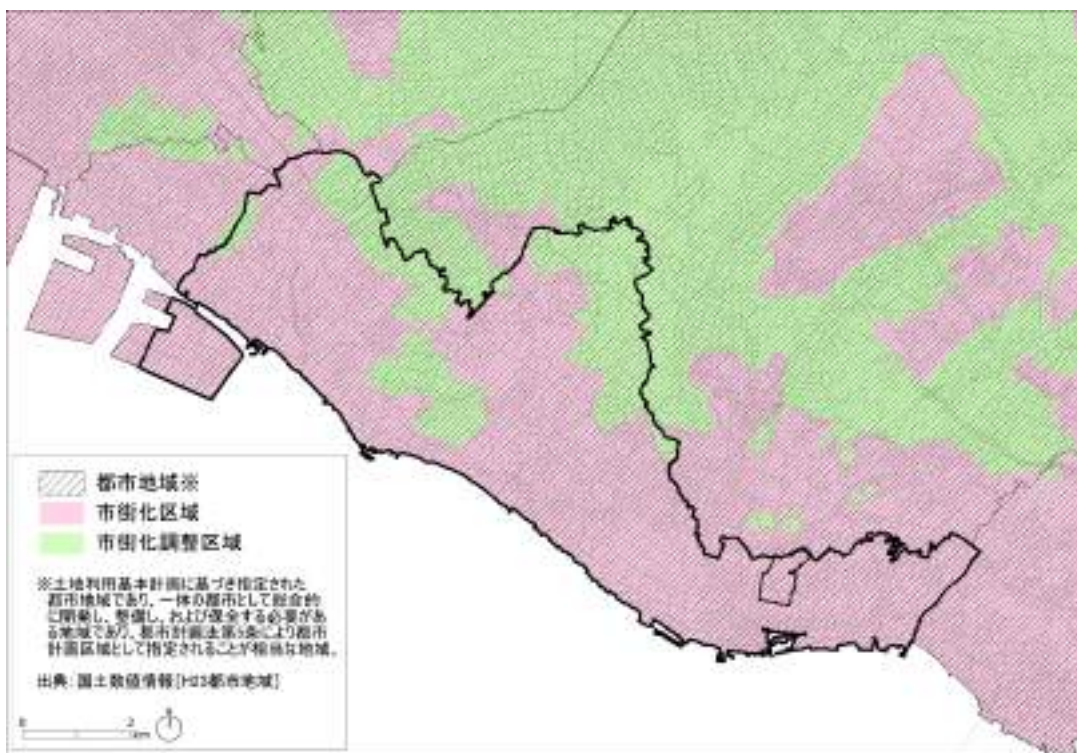 都市地域※
市街化区域
市街化調整区域
※土地利用基本計画に基づき指定された
都市地域であり、一体の都市として総合的
に開発し、整備し、および保全する必要があ
る地域であり、都市計画法第5条により都市
計画区域として指定されることが相当な地域。
出典：国土数値情報[H23都市地域]
0 2
km